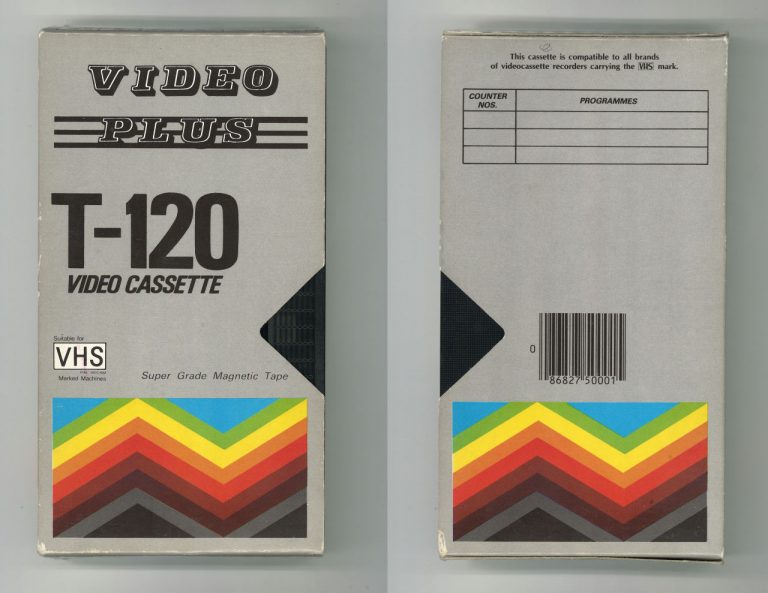 VIDEO
PLUS
T-120
VIDEO CASSETTE
Suitable for
VHS
Marked Machines
Super Grade Magnetic Tape
This cassette is compatible to all brands
of videocassette recorders carrying the VHS mark.
COUNTER NOS.
PROGRAMMES
0 86827 50001